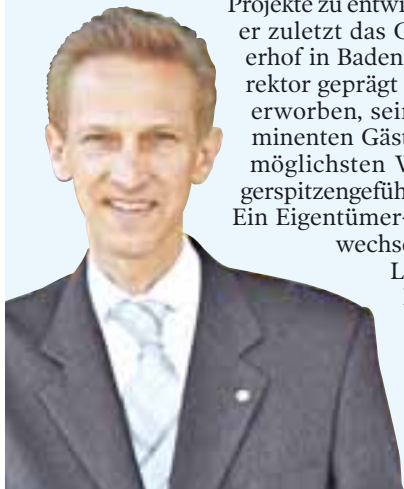 Projekte zu entwi
er zuletzt das G
erhof in Baden
rektor geprägt
erworben, sein
minenten Gäst
möglichsten W
gerspitzengefüh
Ein Eigentümer-
wechse
L